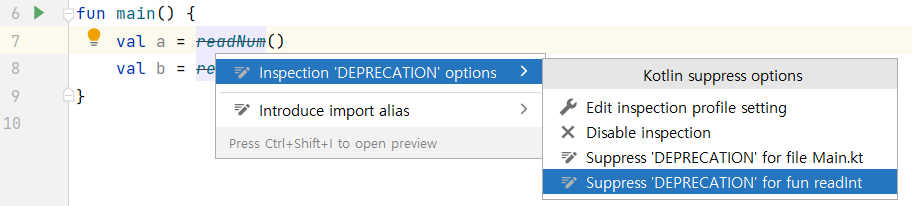 6 fun main() {
7 val a = readNum()
8 val b = re
9 }
10
Inspection 'DEPRECATION' options
Introduce import alias
Press Ctrl+Shift+I to open preview
Kotlin suppress options
Edit inspection profile setting
Disable inspection
Suppress 'DEPRECATION' for file Main.kt
Suppress 'DEPRECATION' for fun readInt